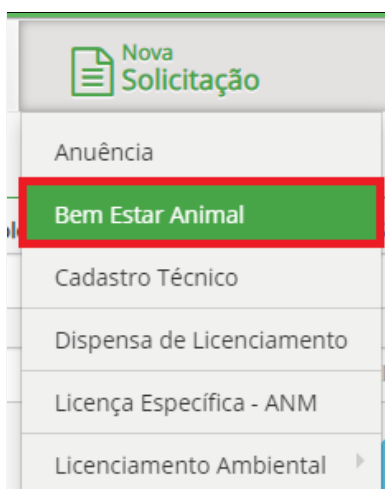 Nova
Solicitação
Anuência
Bem Estar Animal
Cadastro Técnico
Dispensa de Licenciamento
Licença Específica - ANM
Licenciamento Ambiental